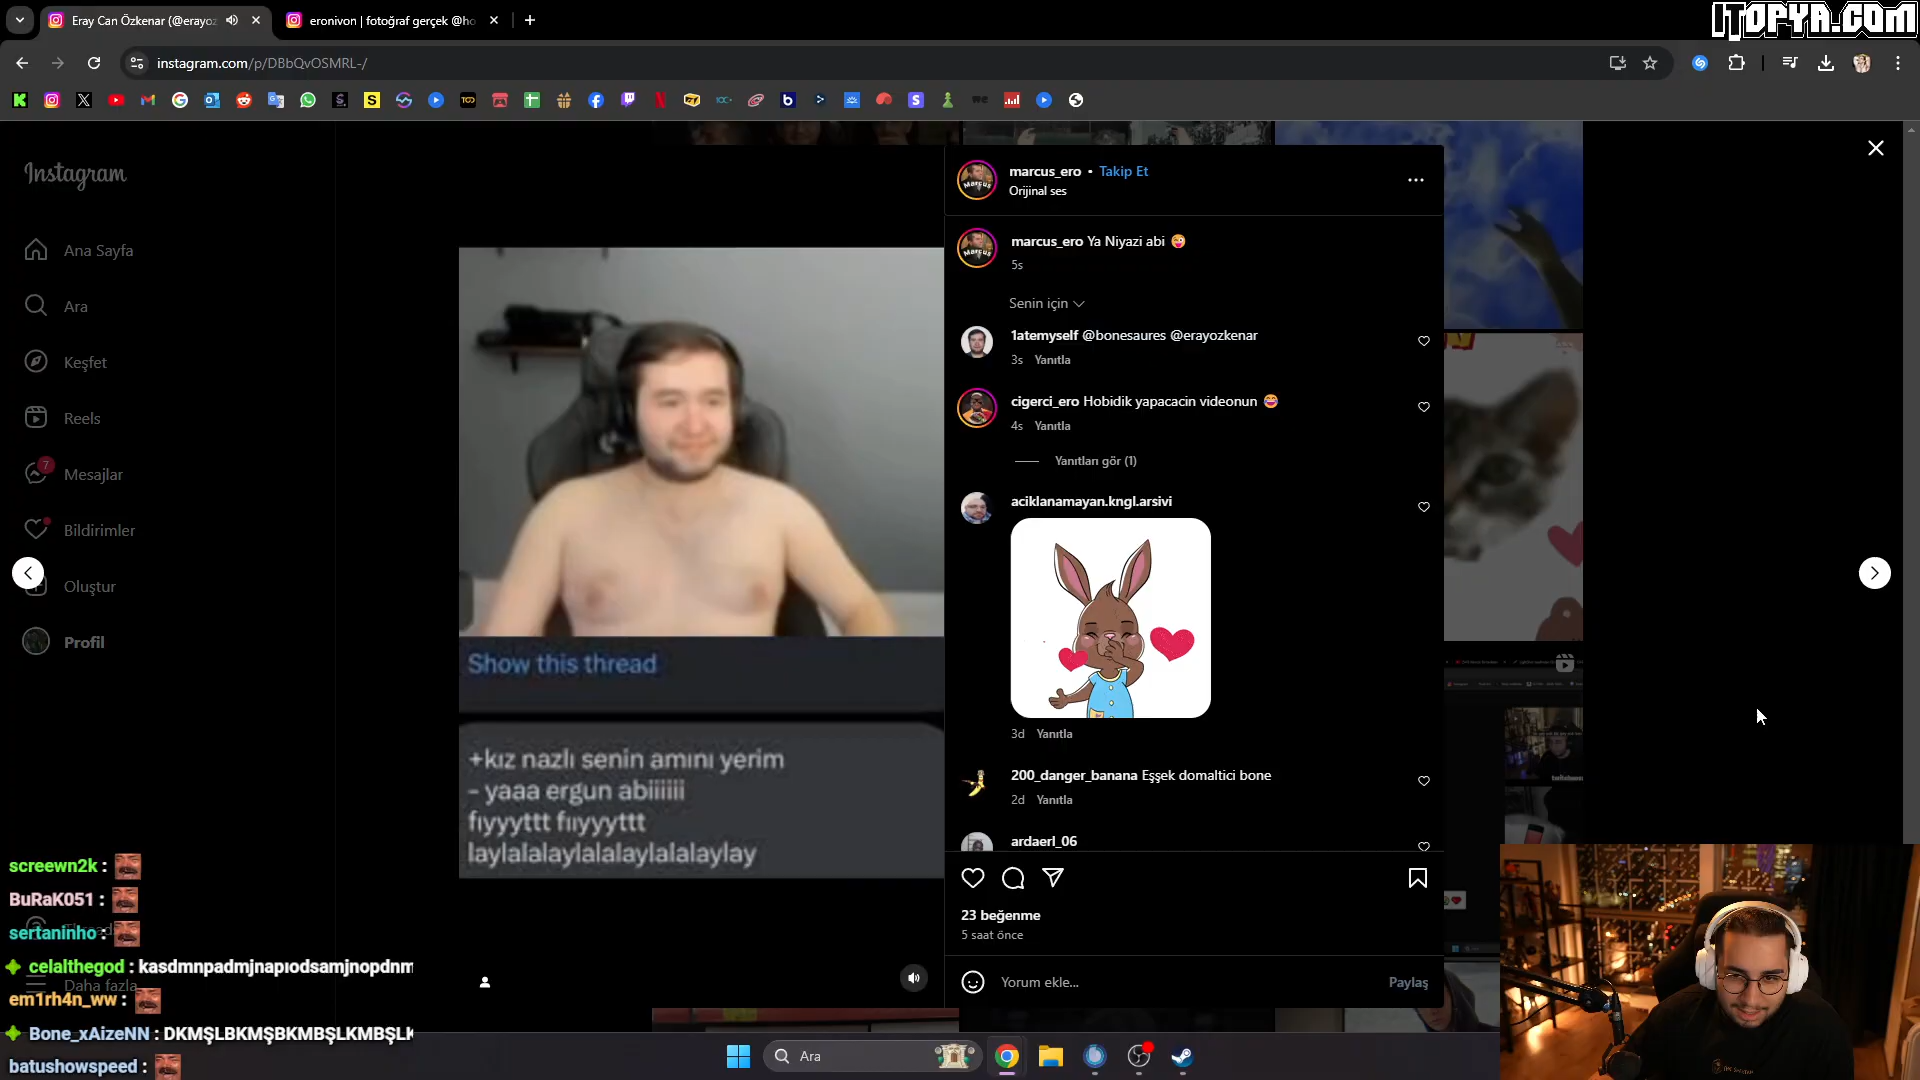 Eray Can Özkenar (@erayoz
eronivon | fotoğraf gerçek @ho
ITOPYA.COM
instagram.com/p/DBbQvOSMRL-/
Instagram
Ana Sayfa
Ara
Keşfet
Reels
7
Mesajlar
Bildirimler
Oluştur
Profil
Daha fazla
Show this thread
+kız nazlı senin amını yerim
- yaaa ergun abiiiiii
fıyyyttt fııyyyttt
laylalalaylalalaylalalaylay
marcus_ero • Takip Et
Orijinal ses
marcus_ero Ya Niyazi abi 😜
5s
Senin için
1atemyself @bonesaures @erayozkenar
3s Yanıtla
cigerci_ero Hobidik yapacacin videonun 😂
4s Yanıtla
Yanıtları gör (1)
aciklanamayan.kngl.arsivi
3d Yanıtla
200_danger_banana Eşşek domaltici bone
2d Yanıtla
ardaerl_06
23 beğenme
5 saat önce
Yorum ekle...
Paylaş
screewn2k :
BuRaK051 :
sertaninho :
celalthegod : kasdmnpadmjnapıodsamjnopdnm
em1rh4n_ww :
Bone_xAizeNN : DKMŞLBKMŞBKMBŞLKMBŞLK
batushowspeed :
Ara